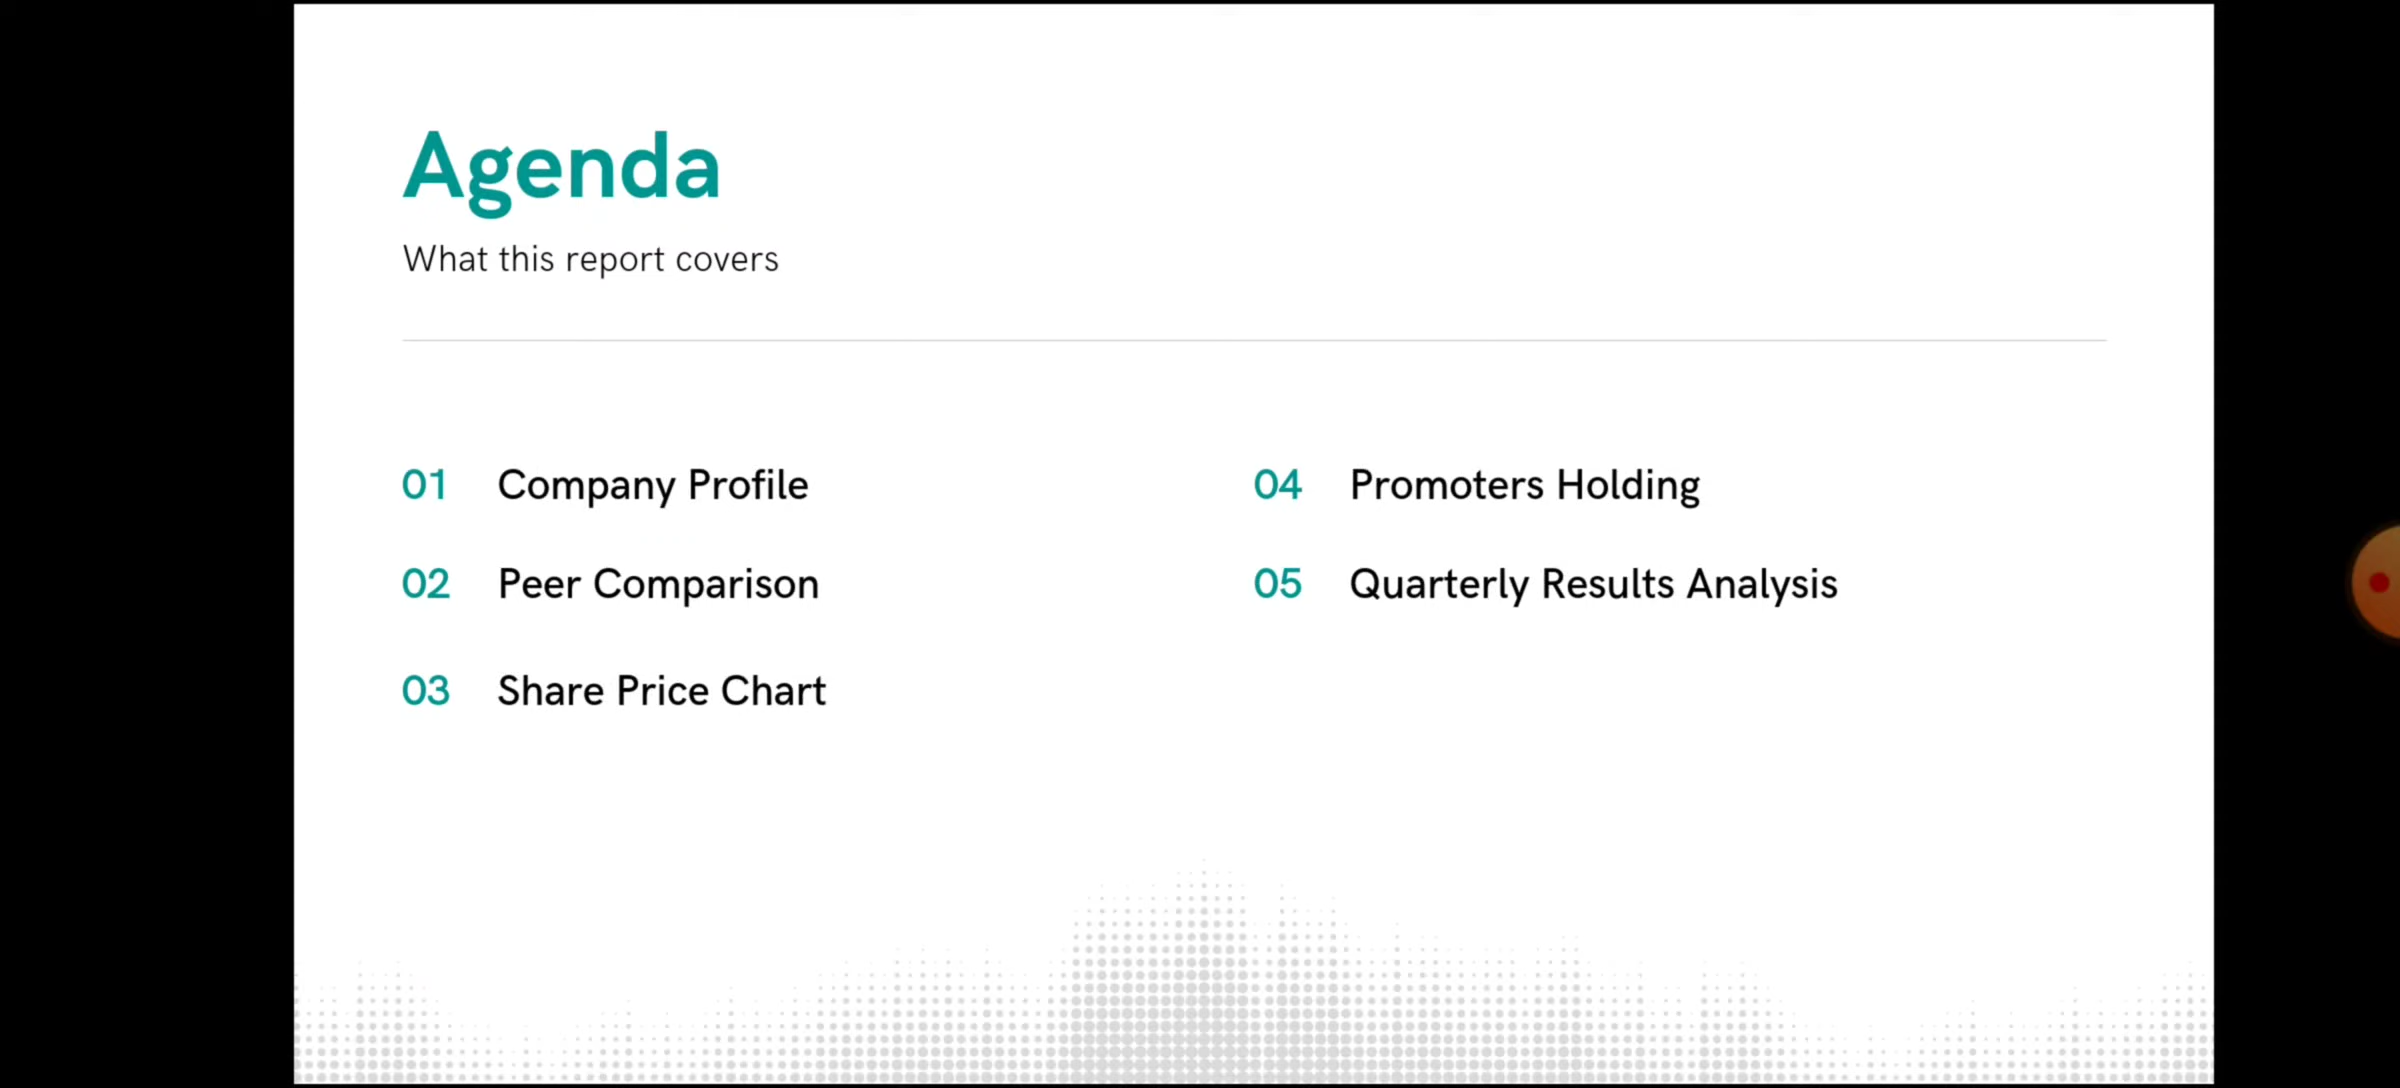 Agenda
What this report covers
01 Company Profile
02 Peer Comparison
03 Share Price Chart
04 Promoters Holding
05 Quarterly Results Analysis